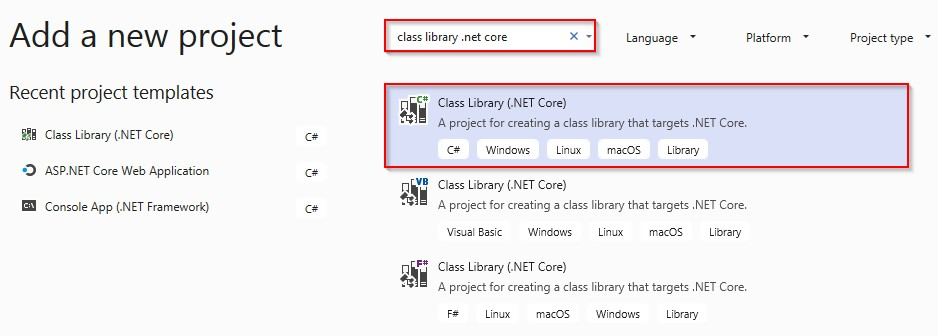 Add a new project
class library .net core
Language
Platform
Project type
Recent project templates
Class Library (.NET Core) C#
ASP.NET Core Web Application C#
Console App (.NET Framework) C#
C#
Class Library (.NET Core)
A project for creating a class library that targets .NET Core.
C# Windows Linux macOS Library
VB
Class Library (.NET Core)
A project for creating a class library that targets .NET Core.
Visual Basic Windows Linux macOS Library
F#
Class Library (.NET Core)
A project for creating a class library that targets .NET Core.
F# Linux macOS Windows Library